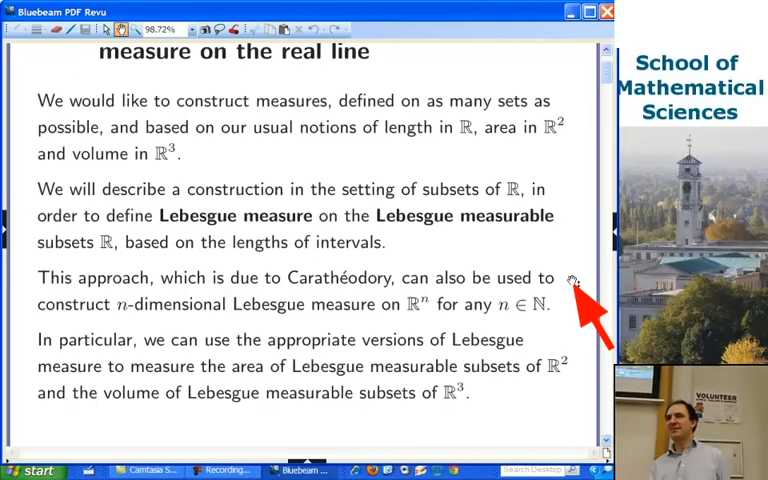 Bluebeam PDF Revu
98.72%
measure on the real line
We would like to construct measures, defined on as many sets as
possible, and based on our usual notions of length in ℝ, area in ℝ²
and volume in ℝ³.
We will describe a construction in the setting of subsets of ℝ, in
order to define Lebesgue measure on the Lebesgue measurable
subsets ℝ, based on the lengths of intervals.
This approach, which is due to Carathéodory, can also be used to
construct n-dimensional Lebesgue measure on ℝⁿ for any n ∈ ℕ.
In particular, we can use the appropriate versions of Lebesgue
measure to measure the area of Lebesgue measurable subsets of ℝ²
and the volume of Lebesgue measurable subsets of ℝ³.
School of
Mathematical
Sciences
VOLUNTEER
start
Camtasia S...
Recording...
Bluebeam ...
Search Desktop